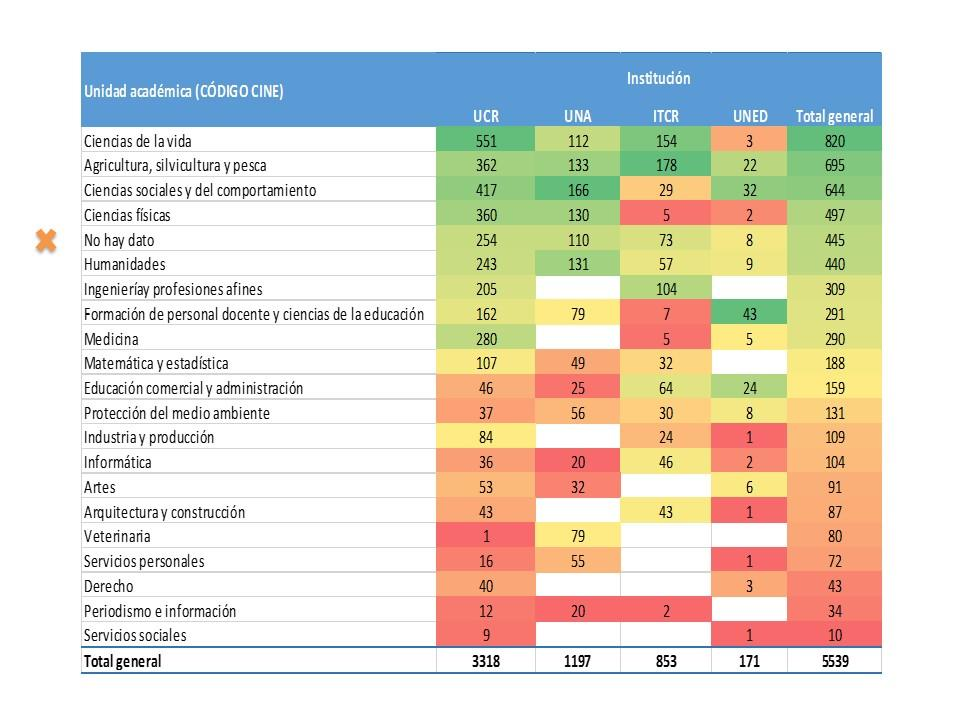 Institución
Unidad académica (CÓDIGO CINE)
UCR UNA ITCR UNED Total general
Ciencias de la vida 551 112 154 3 820
Agricultura, silvicultura y pesca 362 133 178 22 695
Ciencias sociales y del comportamiento 417 166 29 32 644
Ciencias físicas 360 130 5 2 497
No hay dato 254 110 73 8 445
Humanidades 243 131 57 9 440
Ingenieríay profesiones afines 205 104 309
Formación de personal docente y ciencias de la educación 162 79 7 43 291
Medicina 280 5 5 290
Matemática y estadística 107 49 32 188
Educación comercial y administración 46 25 64 24 159
Protección del medio ambiente 37 56 30 8 131
Industria y producción 84 24 1 109
Informática 36 20 46 2 104
Artes 53 32 6 91
Arquitectura y construcción 43 43 1 87
Veterinaria 1 79 80
Servicios personales 16 55 1 72
Derecho 40 3 43
Periodismo e información 12 20 2 34
Servicios sociales 9 1 10
Total general 3318 1197 853 171 5539